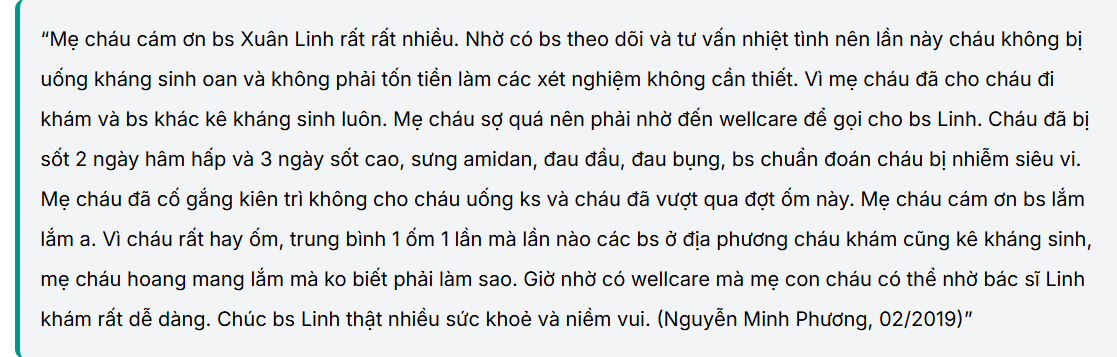 “Mẹ cháu cám ơn bs Xuân Linh rất rất nhiều. Nhờ có bs theo dõi và tư vấn nhiệt tình nên lần này cháu không bị
uống kháng sinh oan và không phải tốn tiền làm các xét nghiệm không cần thiết. Vì mẹ cháu đã cho cháu đi
khám và bs khác kê kháng sinh luôn. Mẹ cháu sợ quá nên phải nhờ đến wellcare để gọi cho bs Linh. Cháu đã bị
sốt 2 ngày hâm hấp và 3 ngày sốt cao, sưng amidan, đau đầu, đau bụng, bs chuẩn đoán cháu bị nhiễm siêu vi.
Mẹ cháu đã cố gắng kiên trì không cho cháu uống ks và cháu đã vượt qua đợt ốm này. Mẹ cháu cám ơn bs lắm
lắm a. Vì cháu rất hay ốm, trung bình 1 ốm 1 lần mà lần nào các bs ở địa phương cháu khám cũng kê kháng sinh,
mẹ cháu hoang mang lắm mà ko biết phải làm sao. Giờ nhờ có wellcare mà mẹ con cháu có thể nhờ bác sĩ Linh
khám rất dễ dàng. Chúc bs Linh thật nhiều sức khoẻ và niềm vui. (Nguyễn Minh Phương, 02/2019)”